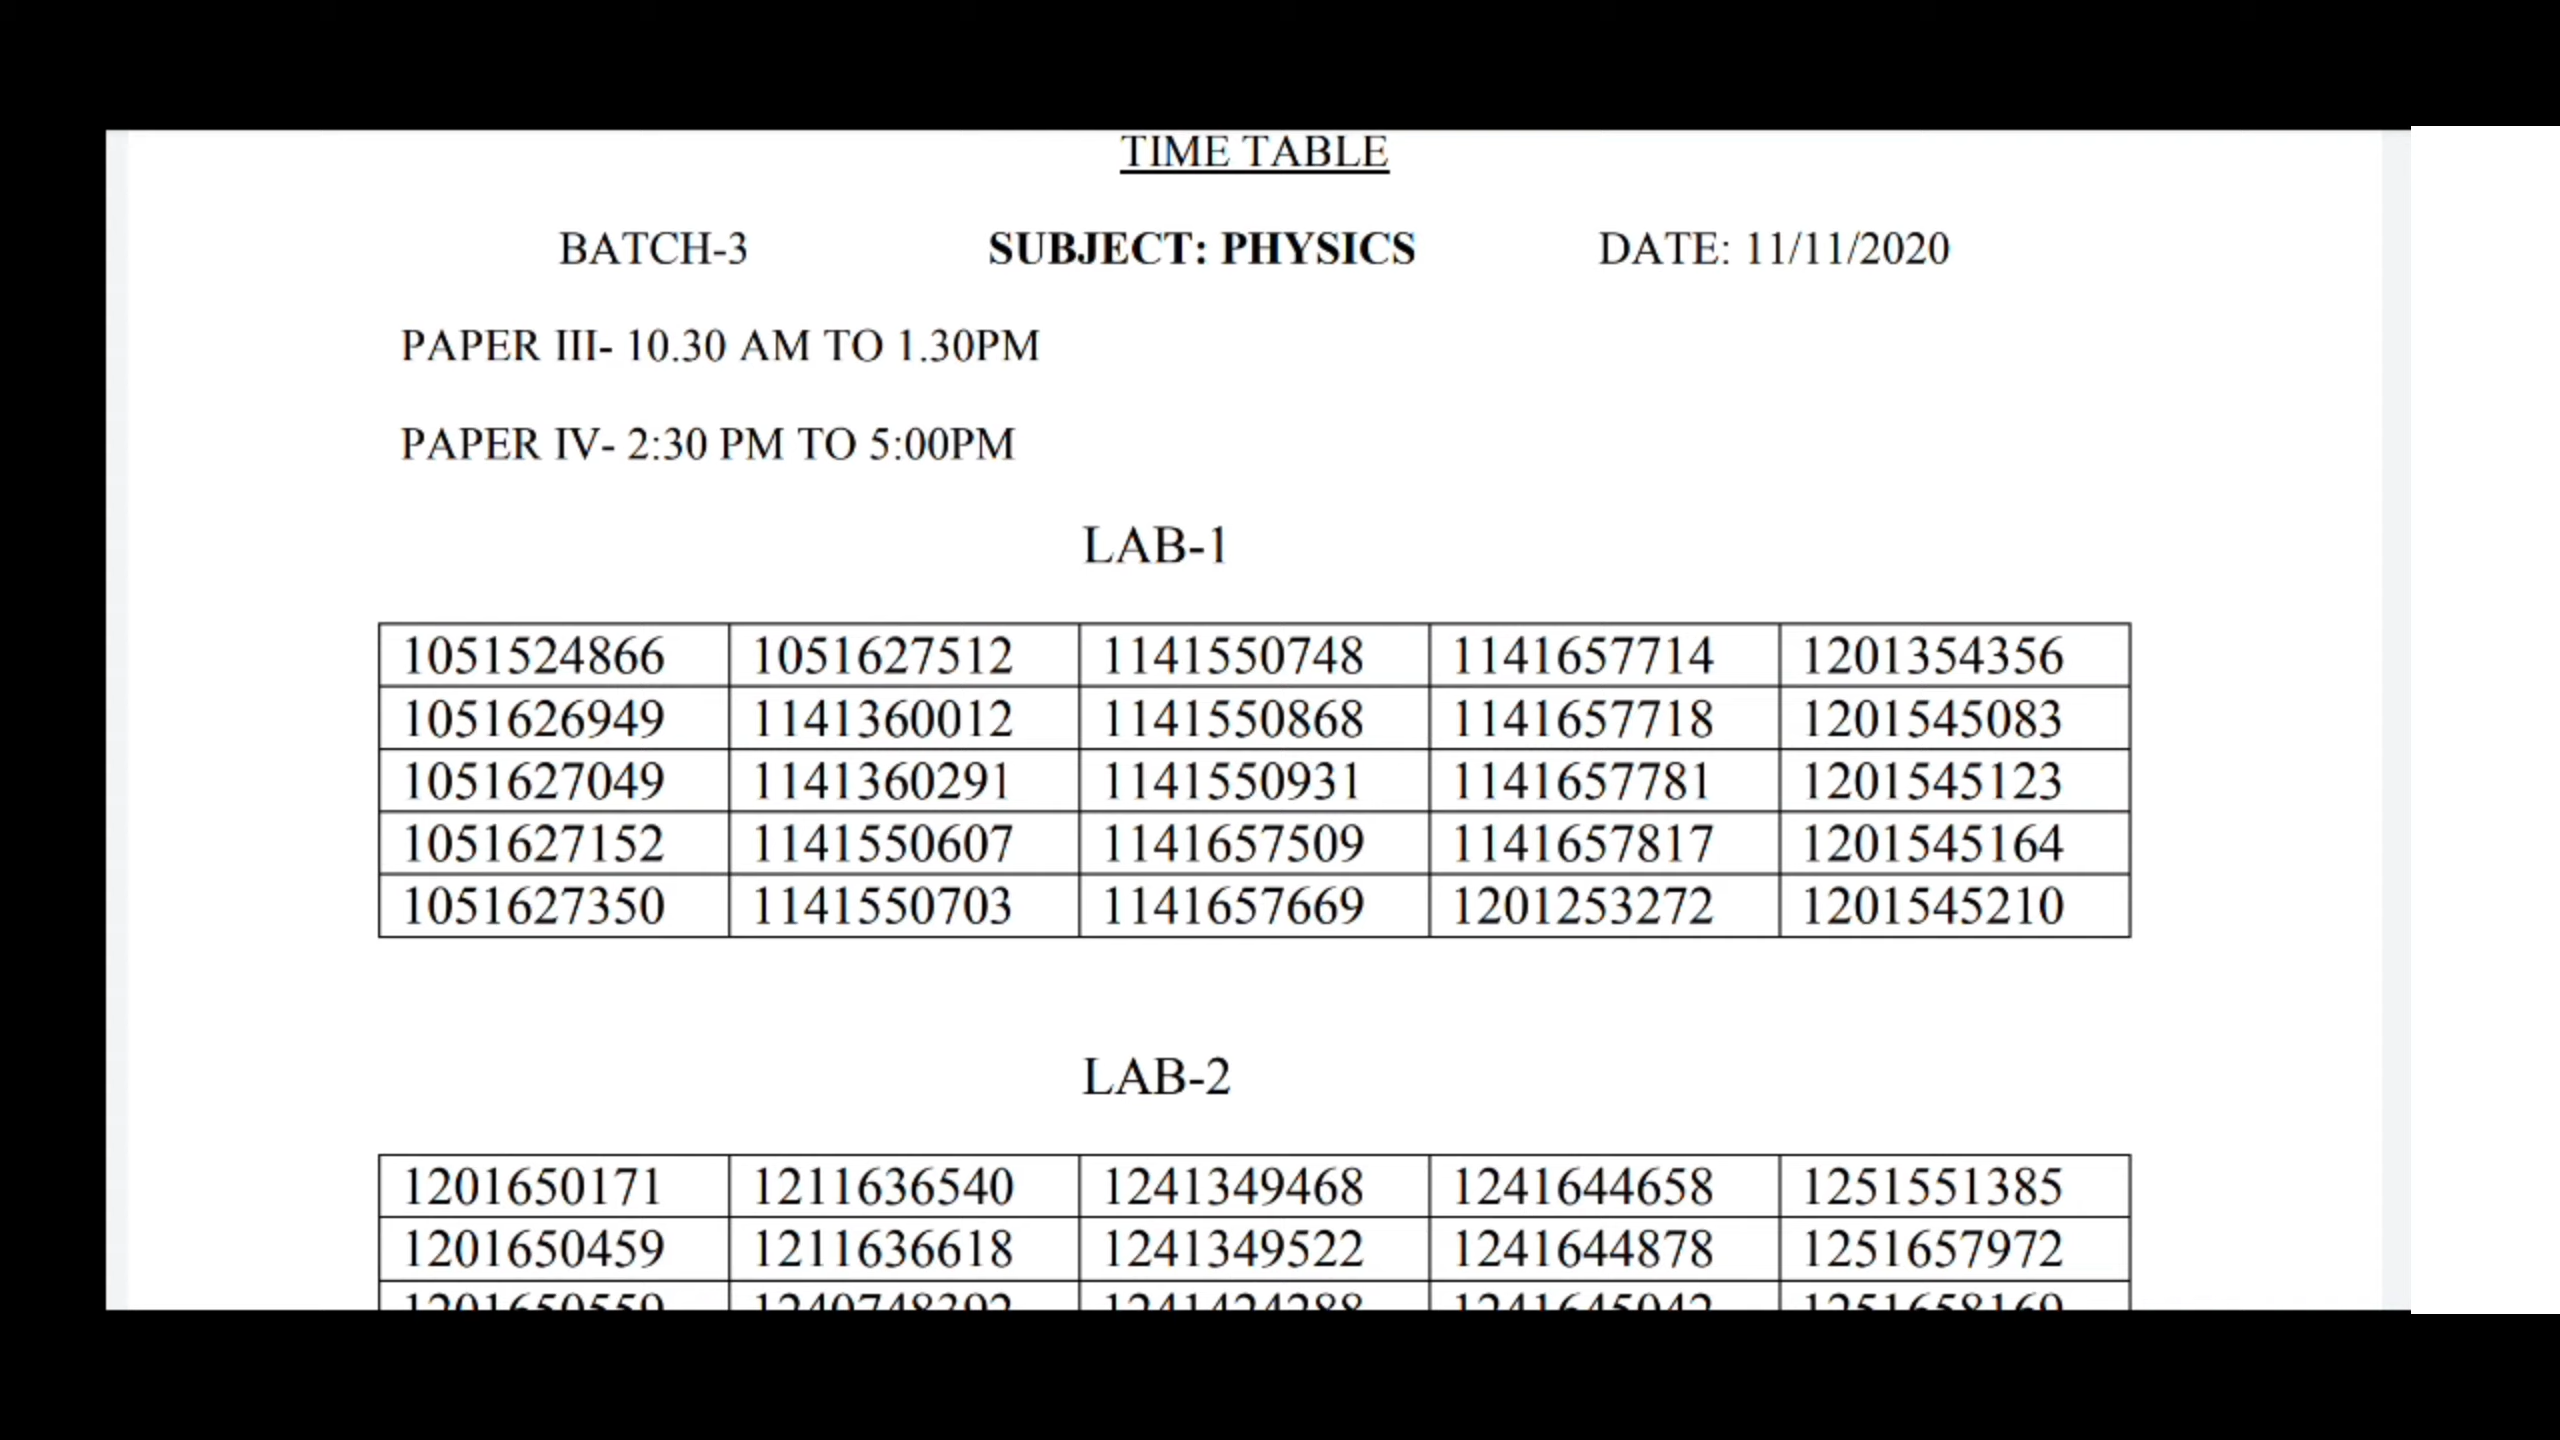 TIME TABLE
BATCH-3 SUBJECT: PHYSICS DATE: 11/11/2020
PAPER III- 10.30 AM TO 1.30PM
PAPER IV- 2:30 PM TO 5:00PM
LAB-1
1051524866 1051627512 1141550748 1141657714 1201354356
1051626949 1141360012 1141550868 1141657718 1201545083
1051627049 1141360291 1141550931 1141657781 1201545123
1051627152 1141550607 1141657509 1141657817 1201545164
1051627350 1141550703 1141657669 1201253272 1201545210
LAB-2
1201650171 1211636540 1241349468 1241644658 1251551385
1201650459 1211636618 1241349522 1241644878 1251657972